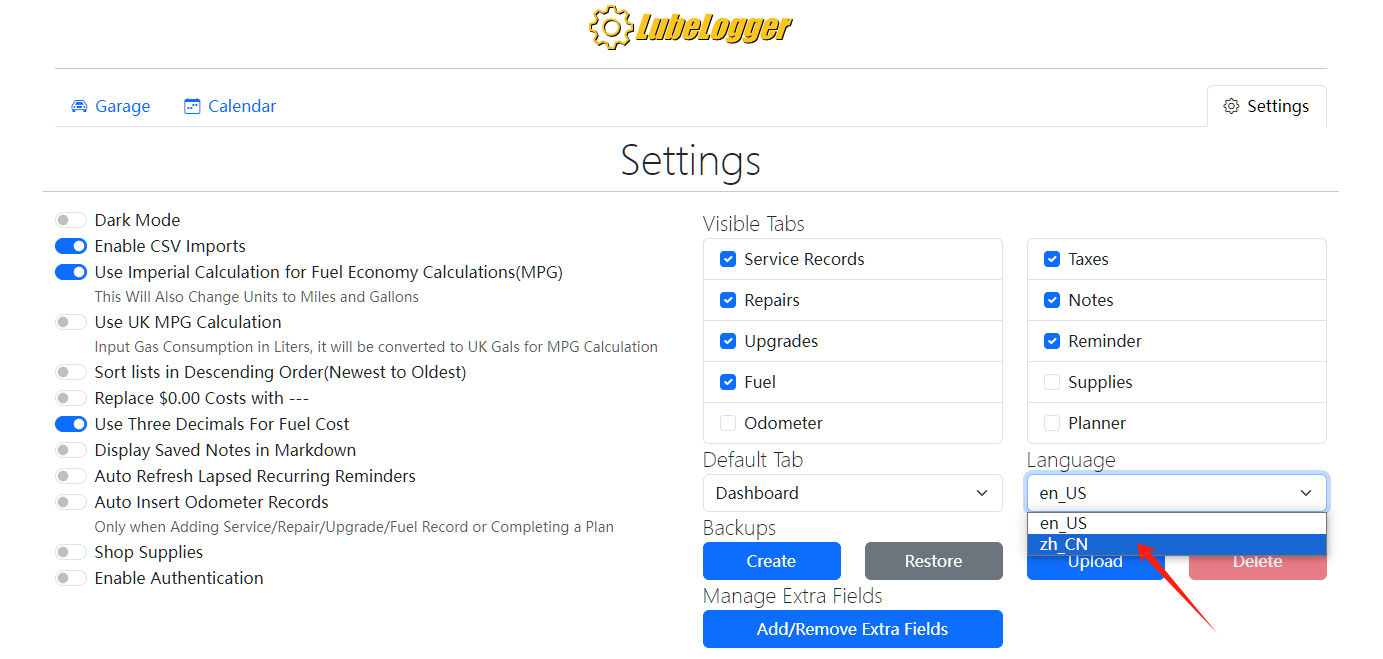 LubeLogger
Garage
Calendar
Settings
Settings
Dark Mode
Enable CSV Imports
Use Imperial Calculation for Fuel Economy Calculations(MPG)
This Will Also Change Units to Miles and Gallons
Use UK MPG Calculation
Input Gas Consumption in Liters, it will be converted to UK Gals for MPG Calculation
Sort lists in Descending Order(Newest to Oldest)
Replace $0.00 Costs with ---
Use Three Decimals For Fuel Cost
Display Saved Notes in Markdown
Auto Refresh Lapsed Recurring Reminders
Auto Insert Odometer Records
Only when Adding Service/Repair/Upgrade/Fuel Record or Completing a Plan
Shop Supplies
Enable Authentication
Visible Tabs
Service Records
Repairs
Upgrades
Fuel
Odometer
Taxes
Notes
Reminder
Supplies
Planner
Default Tab
Dashboard
Language
en_US
en_US
zh_CN
Backups
Create
Restore
Upload
Delete
Manage Extra Fields
Add/Remove Extra Fields